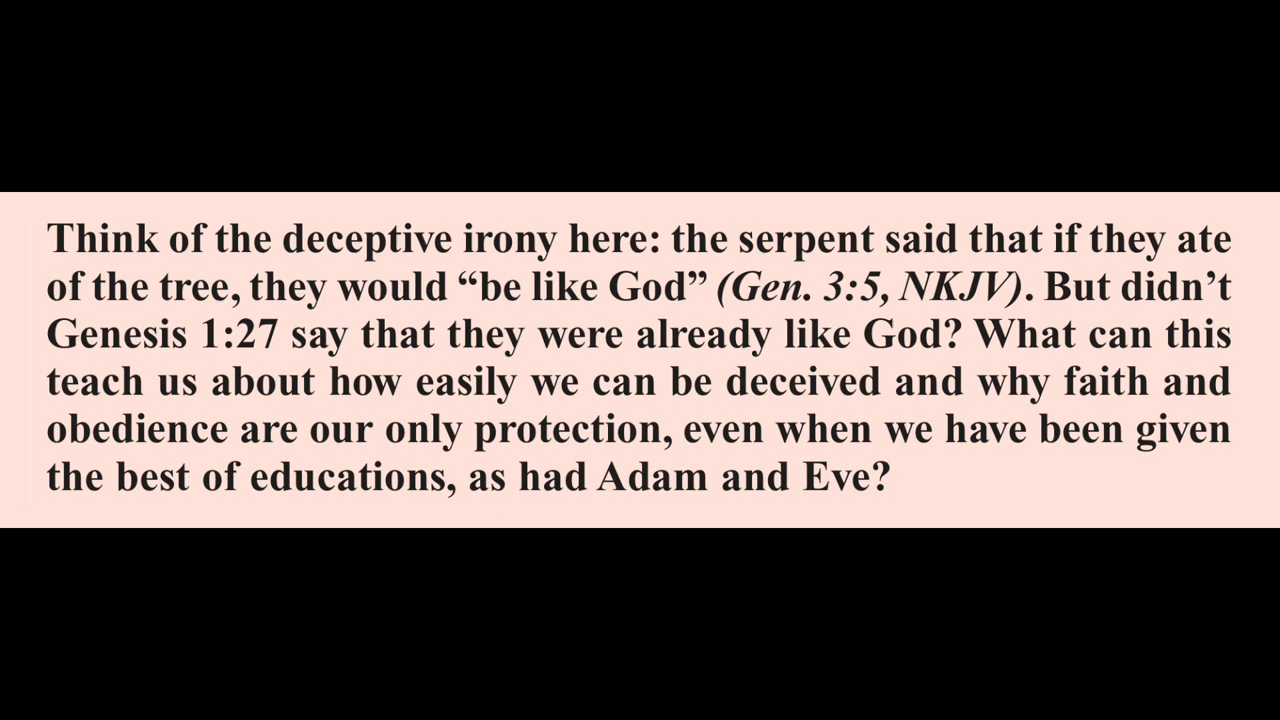 Think of the deceptive irony here: the serpent said that if they ate
of the tree, they would “be like God” (Gen. 3:5, NKJV). But didn’t
Genesis 1:27 say that they were already like God? What can this
teach us about how easily we can be deceived and why faith and
obedience are our only protection, even when we have been given
the best of educations, as had Adam and Eve?